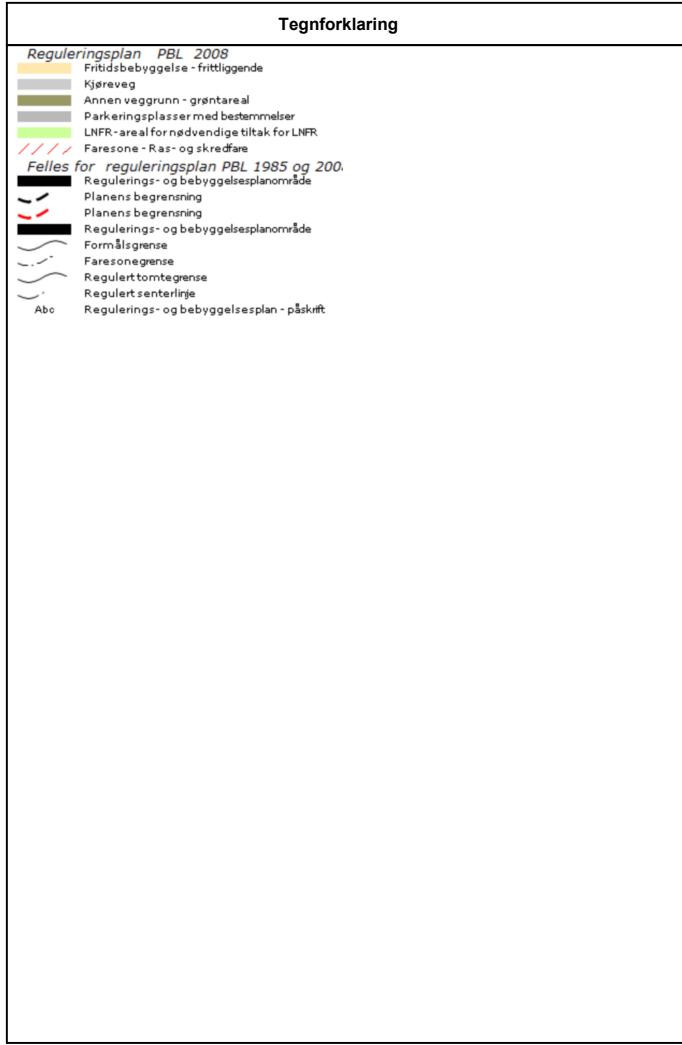 Tegnforklaring
Reguleringsplan PBL 2008
Fritidsbebyggelse - frittliggende
Kjøreveg
Annen veggrunn - grøntareal
Parkeringsplasser med bestemmelser
LNFR-areal for nødvendige tiltak for LNFR
Faresone - Ras- og skredfare
Felles for reguleringsplan PBL 1985 og 200
Regulerings- og bebyggelsesplanområde
Planens begrensning
Planens begrensning
Regulerings- og bebyggelsesplanområde
Formålsgrense
Faresonegrense
Regulert tomtegrense
Regulert senterlinje
Abc Regulerings- og bebyggelsesplan - påskrift